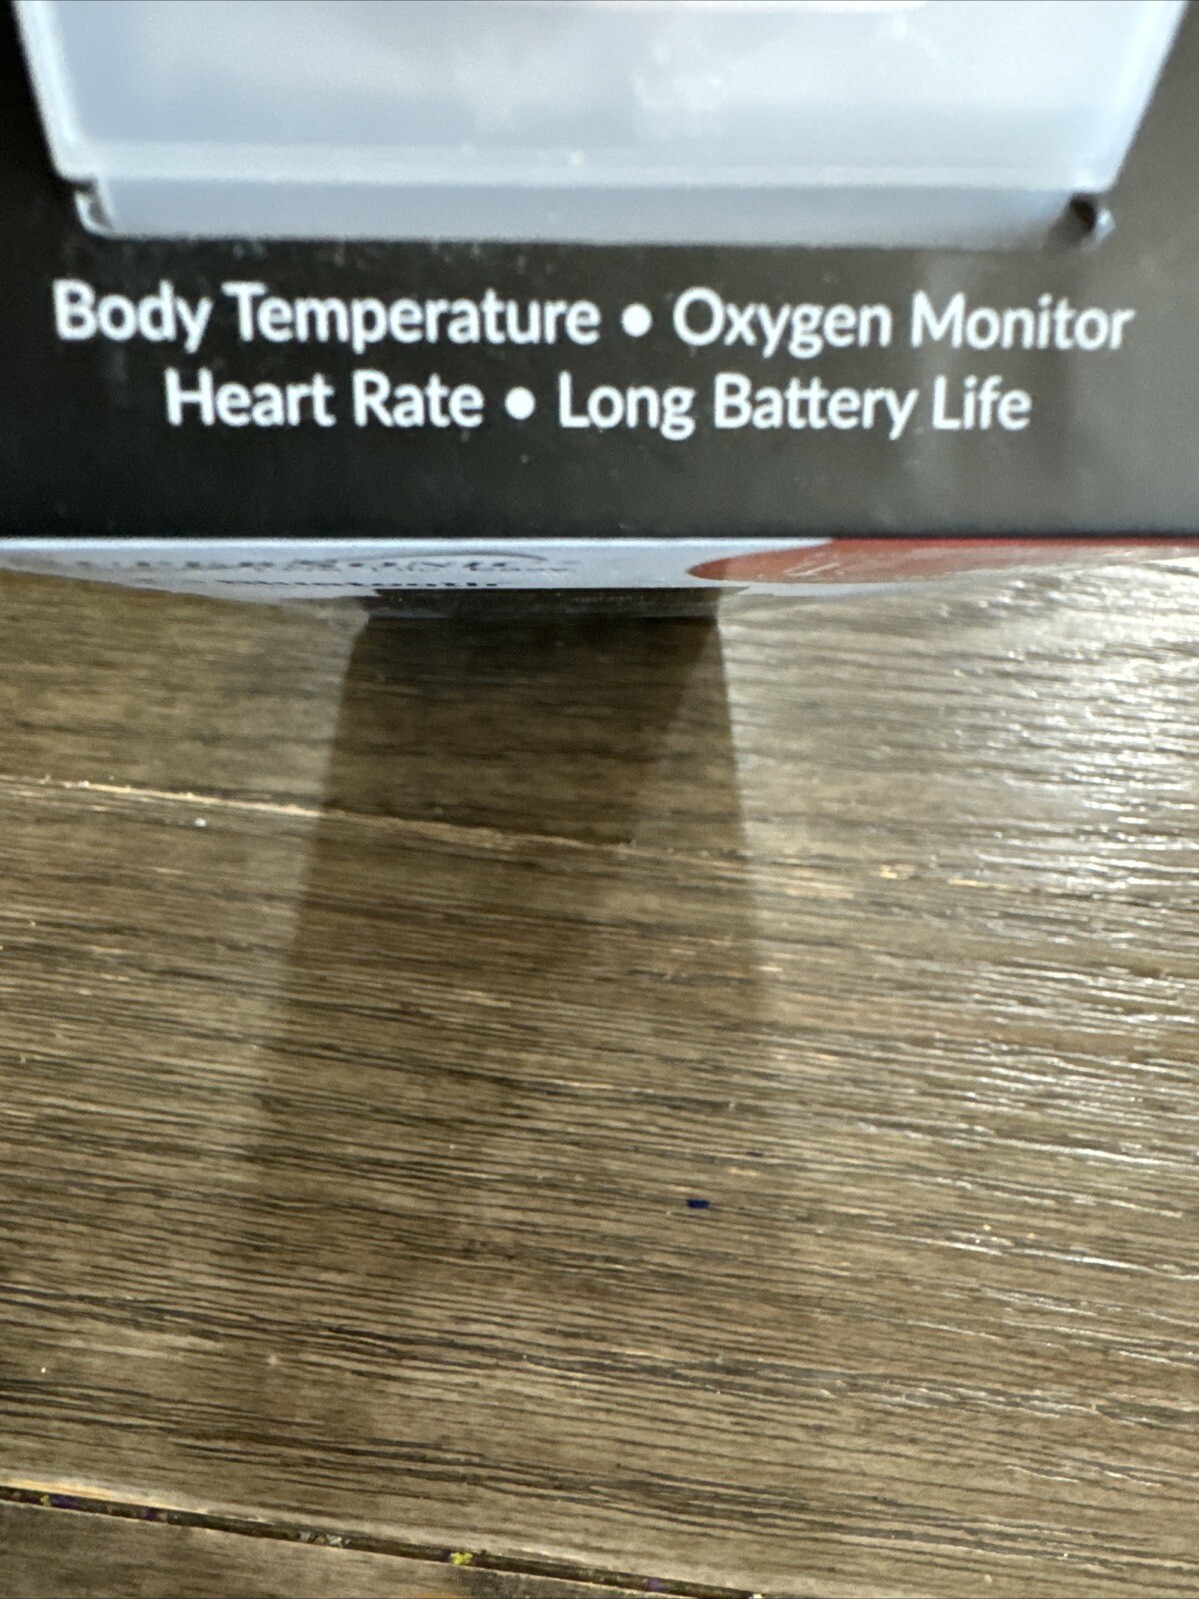 Body Temperature • Oxygen Monitor
Heart Rate • Long Battery Life